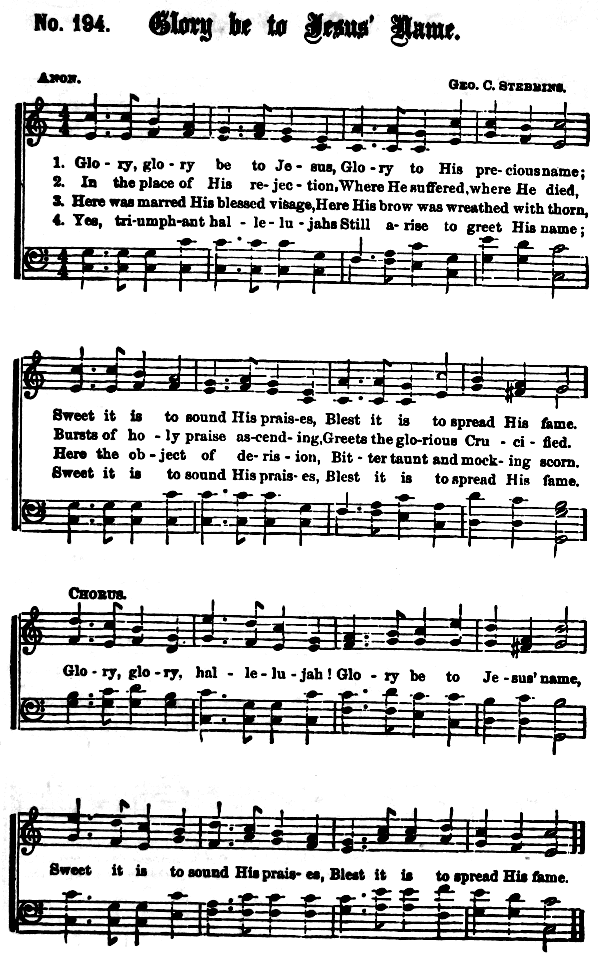 No. 194. Glory be to Jesus' Name.
ANON. GEO. C. STEBBINS.
1. Glo - ry, glo - ry be to Je - sus, Glo - ry to His pre - cious name;
2. In the place of His re - jec - tion, Where He suffered, where He died,
3. Here was marred His blessed visage, Here His brow was wreathed with thorn,
4. Yes, tri - umph - ant hal - le - lu - jahs Still a - rise to greet His name;
Sweet it is to sound His prais - es, Blest it is to spread His fame.
Bursts of ho - ly praise as - cend - ing, Greets the glo - rious Cru - ci - fied.
Here the ob - ject of de - ris - ion, Bit - ter taunt and mock - ing scorn.
Sweet it is to sound His prais - es, Blest it is to spread His fame.
CHORUS.
Glo - ry, glo - ry, hal - le - lu - jah! Glo - ry be to Je - sus' name,
Sweet it is to sound His prais - es, Blest it is to spread His fame.